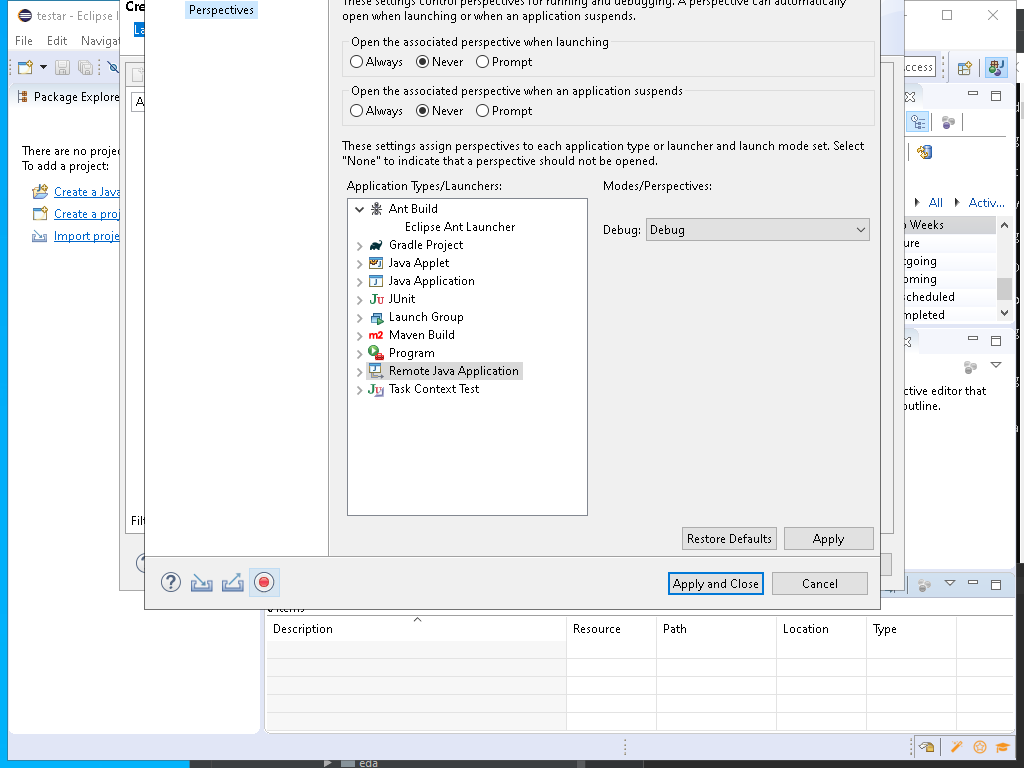 testar - Eclipse I
File Edit Navigat
Package Explore
There are no projec
To add a project:
Create a Java
Create a proj
Import proje
Cre
La
A
Filt
Perspectives
These settings control perspectives for running and debugging. A perspective can automatically
open when launching or when an application suspends.
Open the associated perspective when launching
Always Never Prompt
Open the associated perspective when an application suspends
Always Never Prompt
These settings assign perspectives to each application type or launcher and launch mode set. Select
"None" to indicate that a perspective should not be opened.
Application Types/Launchers:
Modes/Perspectives:
Ant Build
Eclipse Ant Launcher
Gradle Project
Java Applet
Java Application
JUnit
Launch Group
Maven Build
Program
Remote Java Application
Task Context Test
Debug: Debug
Restore Defaults Apply
Apply and Close Cancel
ccess
All Activ...
Weeks
ure
tgoing
oming
scheduled
mpleted
ctive editor that
outline.
items
Description Resource Path Location Type
eda